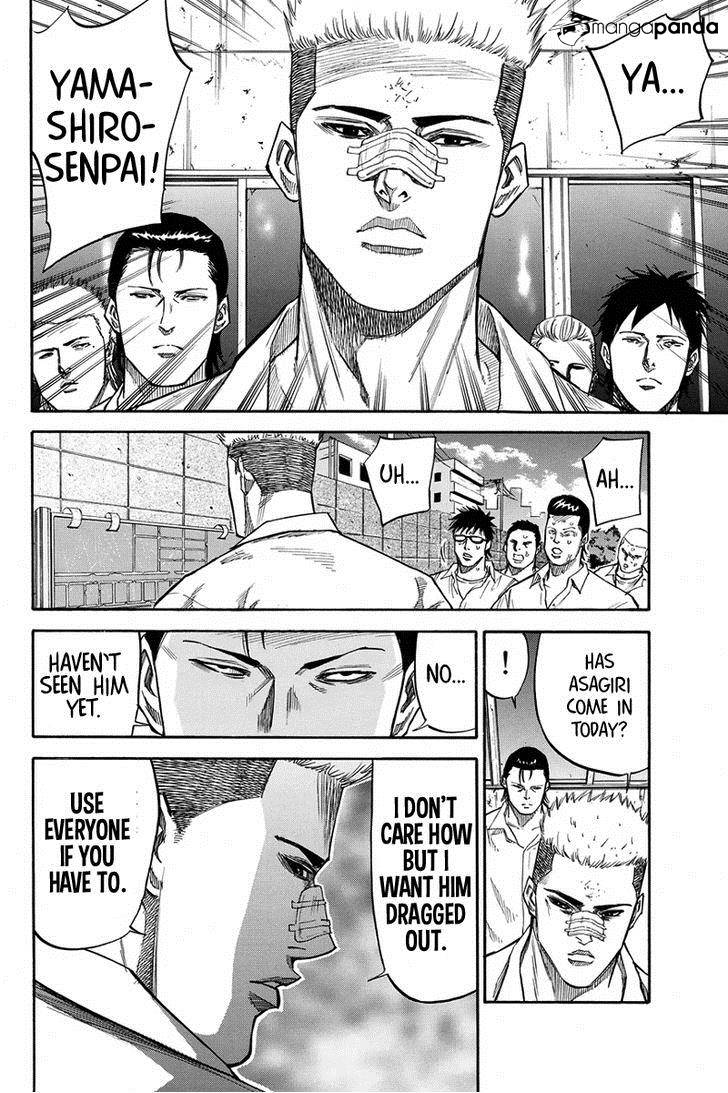 mangapanda
YA...
YAMA-
SHIRO-
SENPAI!
AH...
UH...
HAS
ASAGIRI
COME IN
TODAY?
!
NO...
HAVEN'T
SEEN HIM
YET.
I DON'T
CARE HOW
BUT I
WANT HIM
DRAGGED
OUT.
USE
EVERYONE
IF YOU
HAVE TO.